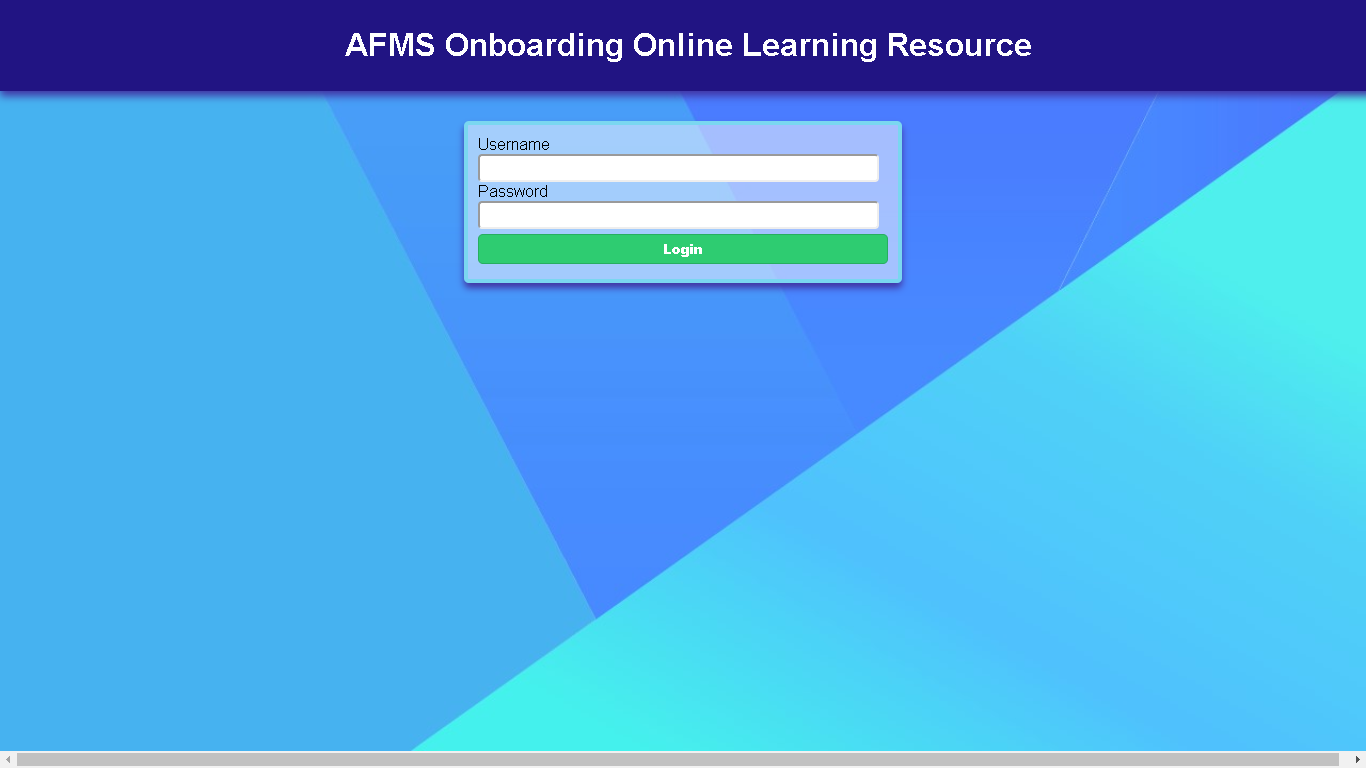 AFMS Onboarding Online Learning Resource
Username
Password
Login